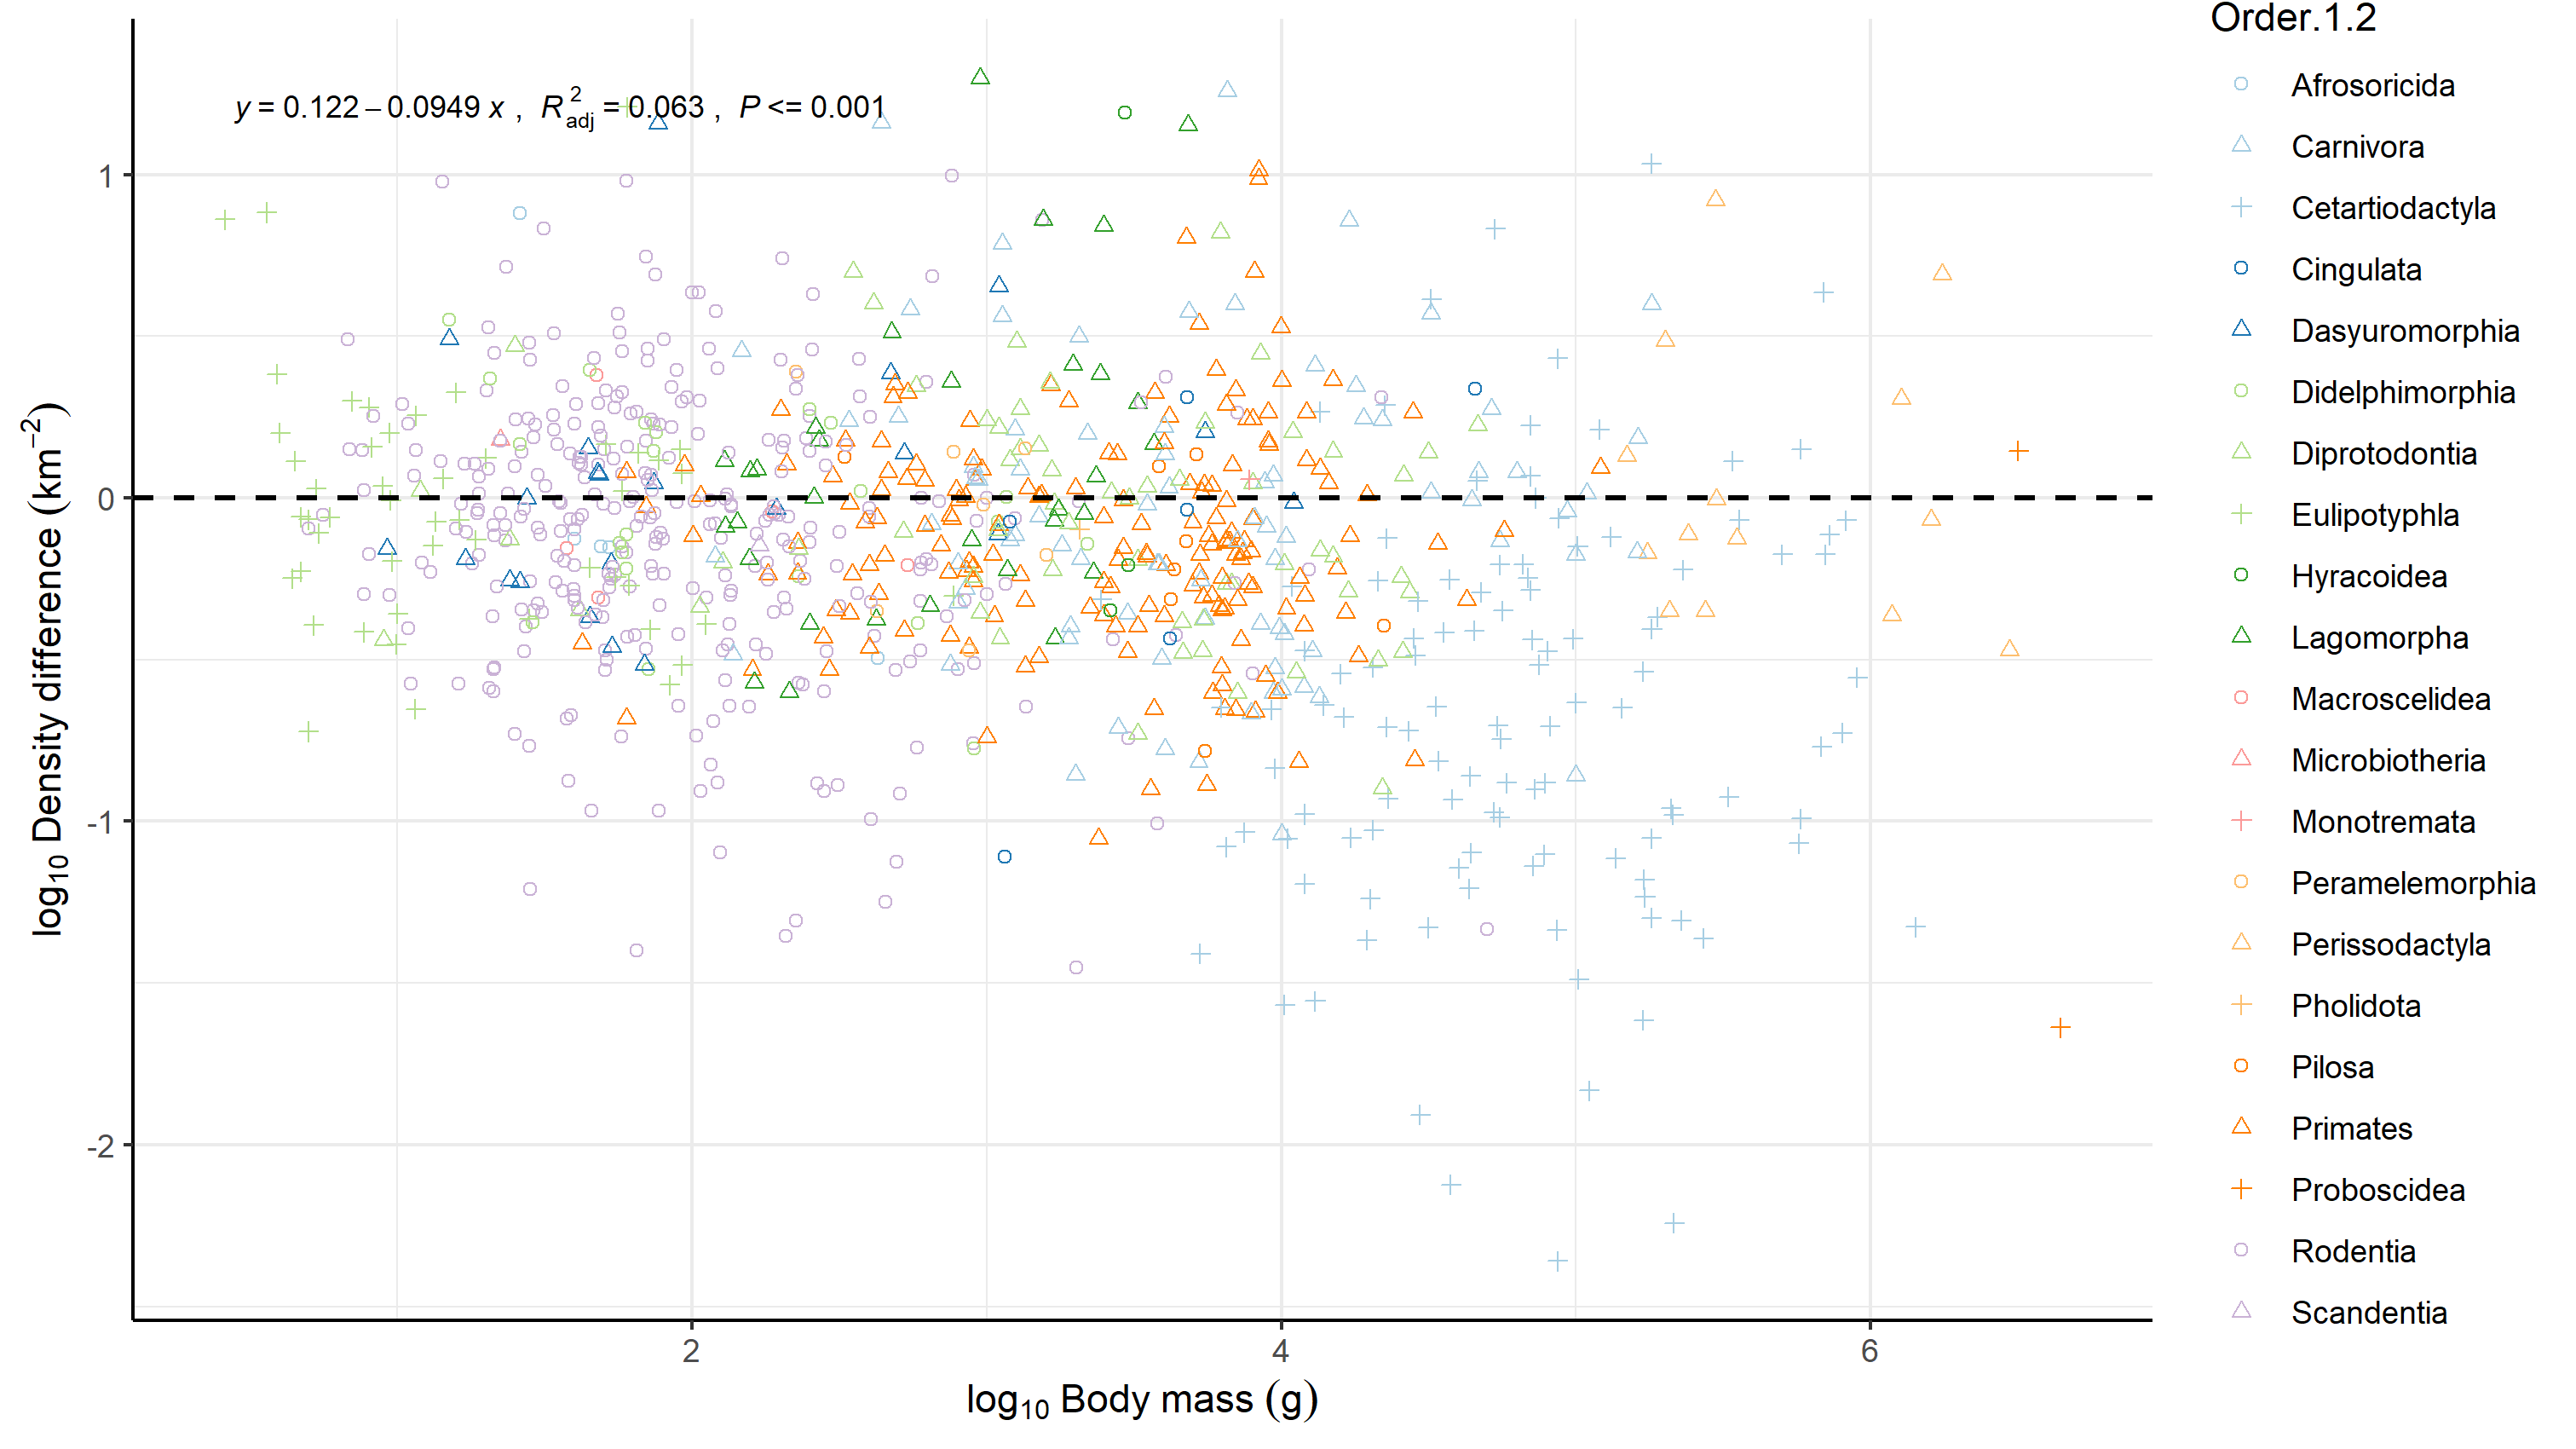 Order.1.2
y = 0.122 – 0.0949 x , R²adj = 0.063 , P <= 0.001
Afrosoricida
Carnivora
Cetartiodactyla
Cingulata
Dasyuromorphia
Didelphimorphia
Diprotodontia
Eulipotyphla
Hyracoidea
Lagomorpha
Macroscelidea
Microbiotheria
Monotremata
Peramelemorphia
Perissodactyla
Pholidota
Pilosa
Primates
Proboscidea
Rodentia
Scandentia
1
0
-1
-2
log₁₀ Density difference (km⁻²)
2 4 6
log₁₀ Body mass (g)